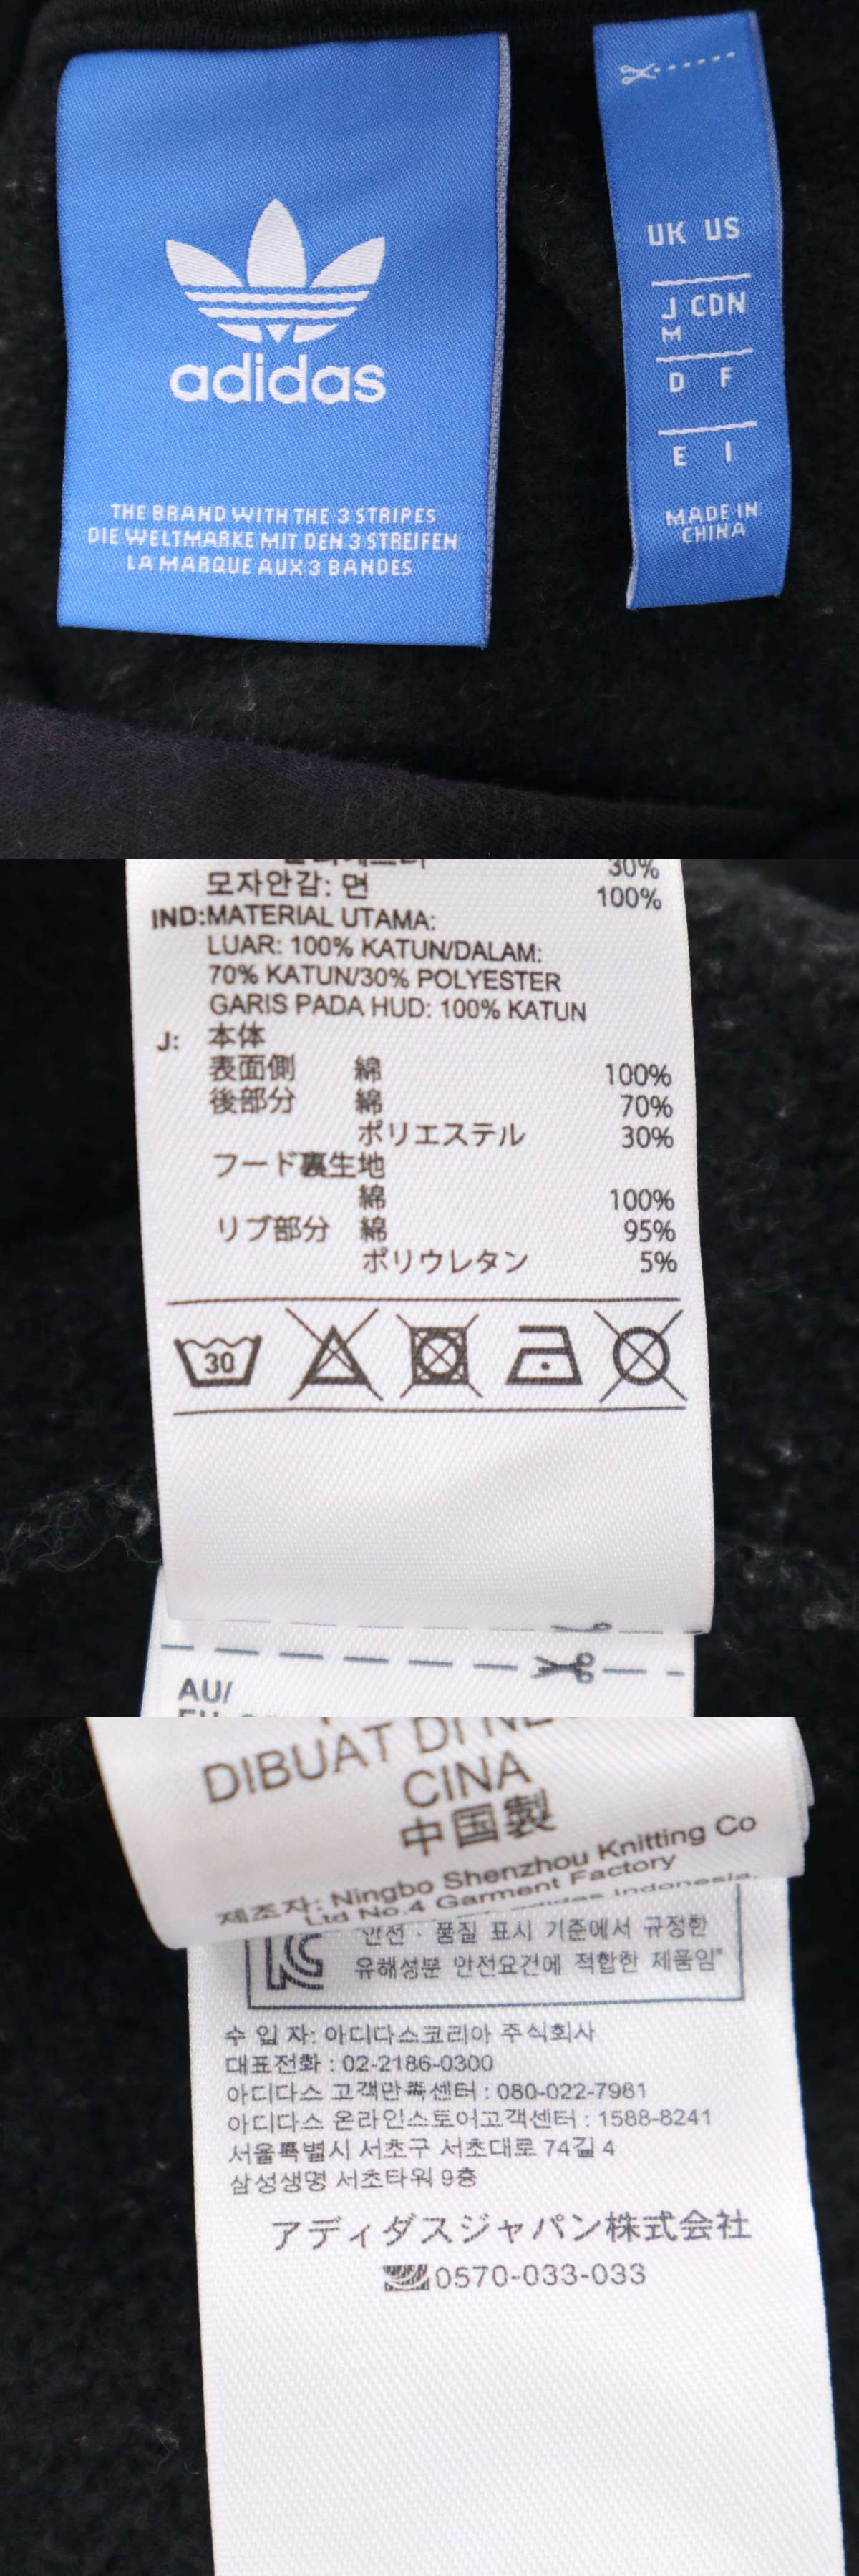 adidas
THE BRAND WITH THE 3 STRIPES
DIE WELTMARKE MIT DEN 3 STREIFEN
LA MARQUE AUX 3 BANDES
UK US
J CDN
M
D F
E I
MADE IN
CHINA
30%
모자안감: 면 100%
IND:MATERIAL UTAMA:
LUAR: 100% KATUN/DALAM:
70% KATUN/30% POLYESTER
GARIS PADA HUD: 100% KATUN
J: 本体
表面側 綿 100%
後部分 綿 70%
ポリエステル 30%
フード裏生地
綿 100%
リブ部分 綿 95%
ポリウレタン 5%
30
AU/
DIBUAT DI
CINA
中国製
제조자: Ningbo Shenzhou Knitting Co
Ltd No.4 Garment Factory
adidas Indonesia.
안전 · 품질 표시 기준에서 규정한
유해성분 안전요건에 적합한 제품임"
수 입 자: 아디다스코리아 주식회사
대표전화 : 02-2186-0300
아디다스 고객만족센터 : 080-022-7981
아디다스 온라인스토어고객센터 : 1588-8241
서울특별시 서초구 서초대로 74길 4
삼성생명 서초타워 9층
アディダスジャパン株式会社
0570-033-033